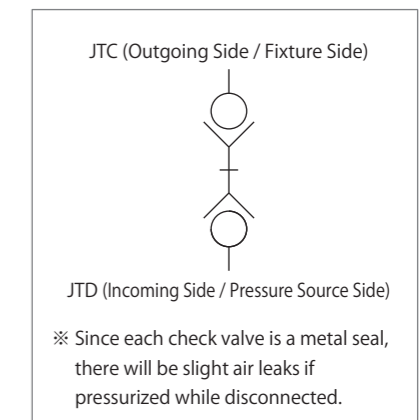 JTC (Outgoing Side / Fixture Side)
JTD (Incoming Side / Pressure Source Side)
※ Since each check valve is a metal seal,
there will be slight air leaks if
pressurized while disconnected.